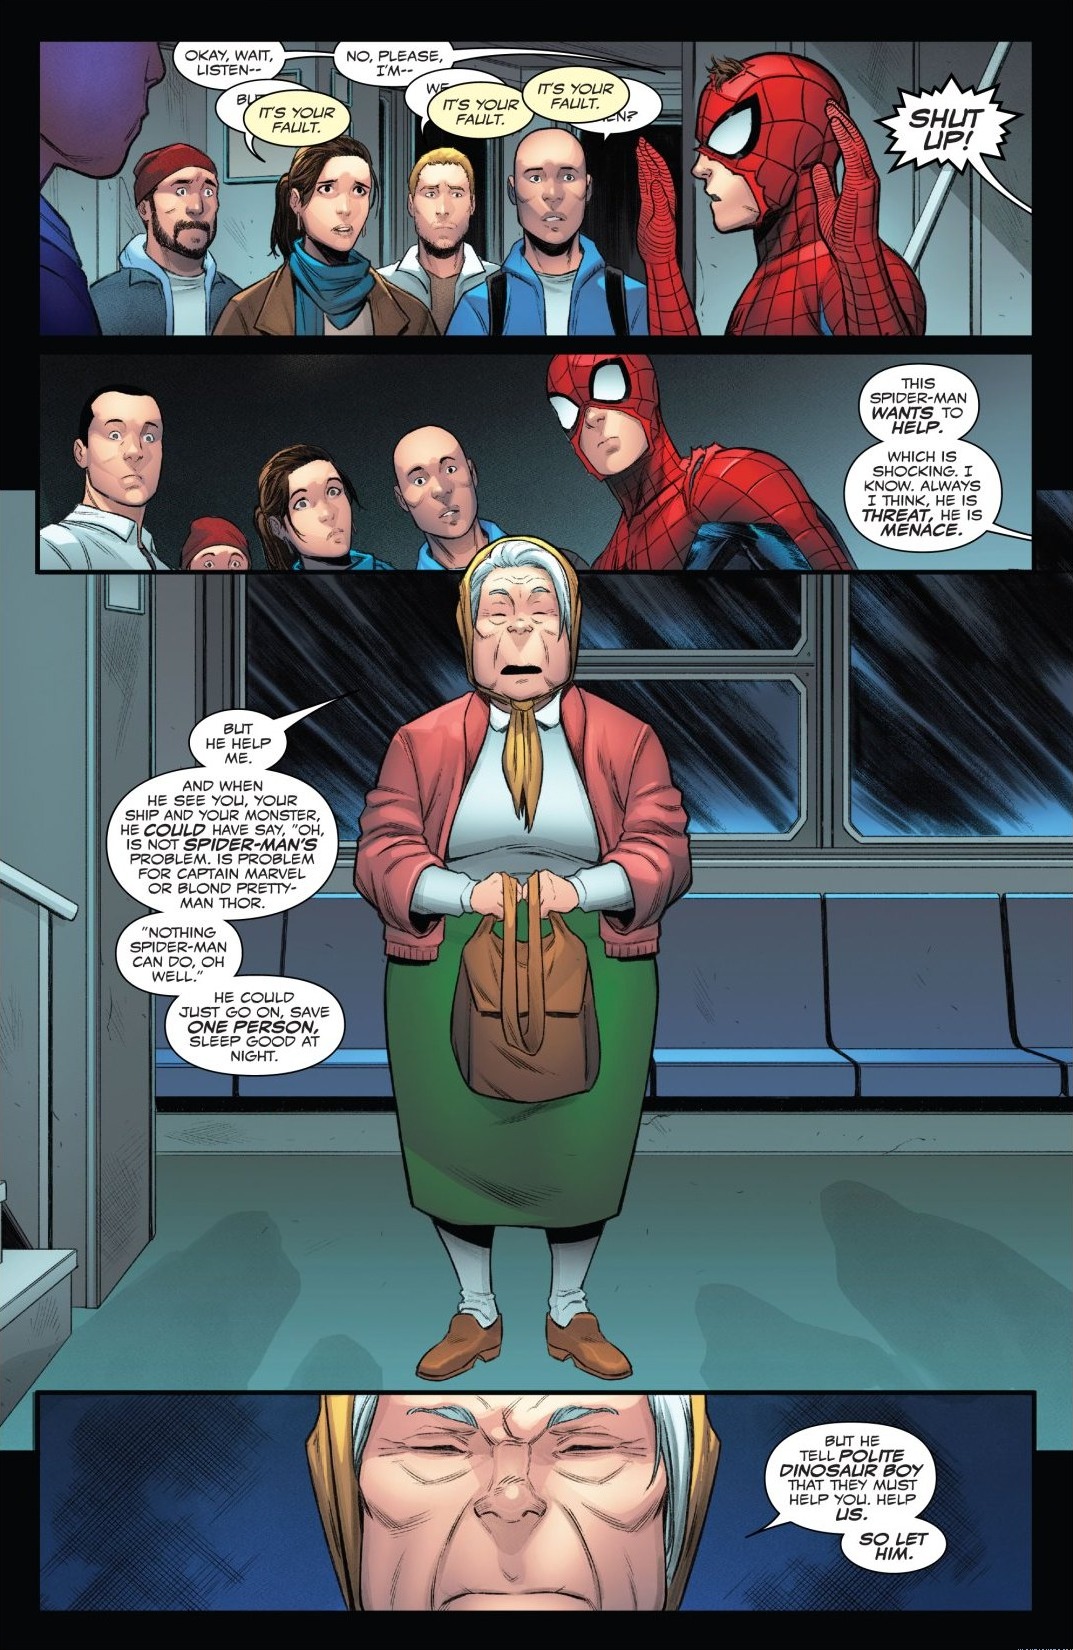 OKAY, WAIT,
LISTEN--
NO, PLEASE,
I'M--
IT'S YOUR
FAULT.
WE
IT'S YOUR
FAULT.
IT'S YOUR
FAULT.
SHUT
UP!
THIS
SPIDER-MAN
WANTS TO
HELP.
WHICH IS
SHOCKING. I
KNOW. ALWAYS
I THINK, HE IS
THREAT, HE IS
MENACE.
BUT
HE HELP
ME.
AND WHEN
HE SEE YOU, YOUR
SHIP AND YOUR MONSTER,
HE COULD HAVE SAY, "OH,
IS NOT SPIDER-MAN'S
PROBLEM. IS PROBLEM
FOR CAPTAIN MARVEL
OR BLOND PRETTY-
MAN THOR.
"NOTHING
SPIDER-MAN
CAN DO, OH
WELL."
HE COULD
JUST GO ON, SAVE
ONE PERSON,
SLEEP GOOD AT
NIGHT.
BUT HE
TELL POLITE
DINOSAUR BOY
THAT THEY MUST
HELP YOU. HELP
US.
SO LET
HIM.